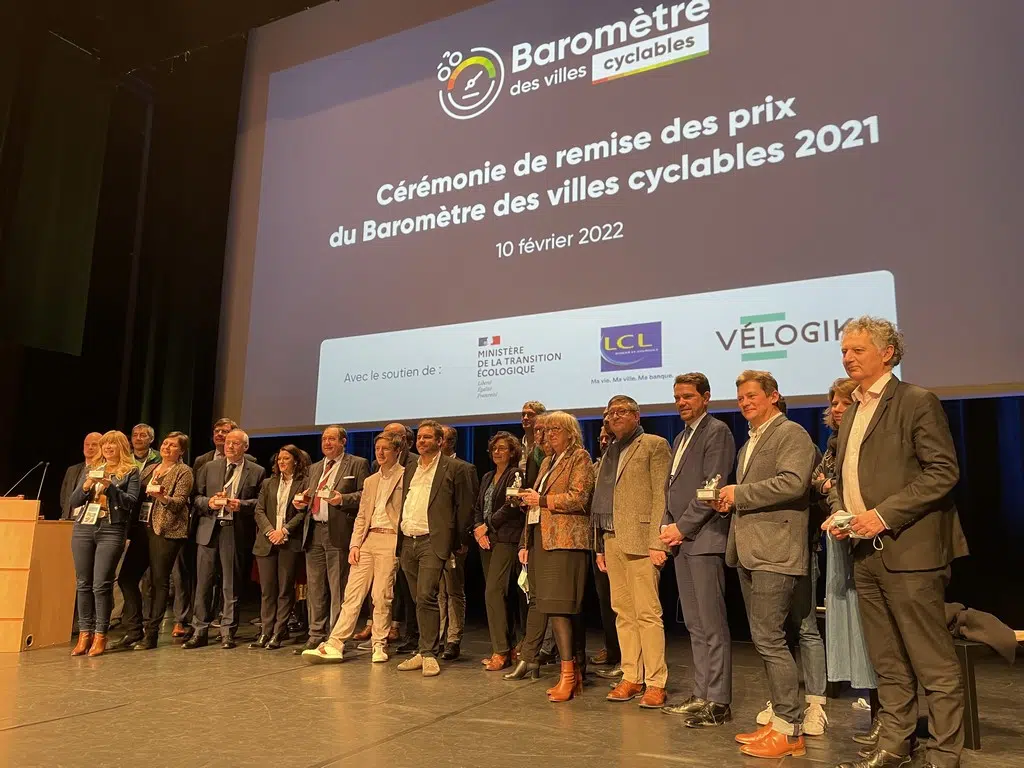 Baromètre
des villes cyclables
Cérémonie de remise des prix
du Baromètre des villes cyclables 2021
10 février 2022
Avec le soutien de :
MINISTÈRE
DE LA TRANSITION
ÉCOLOGIQUE
Liberté
Égalité
Fraternité
LCL
Ma vie. Ma ville. Ma banque.
VÉLOGIK